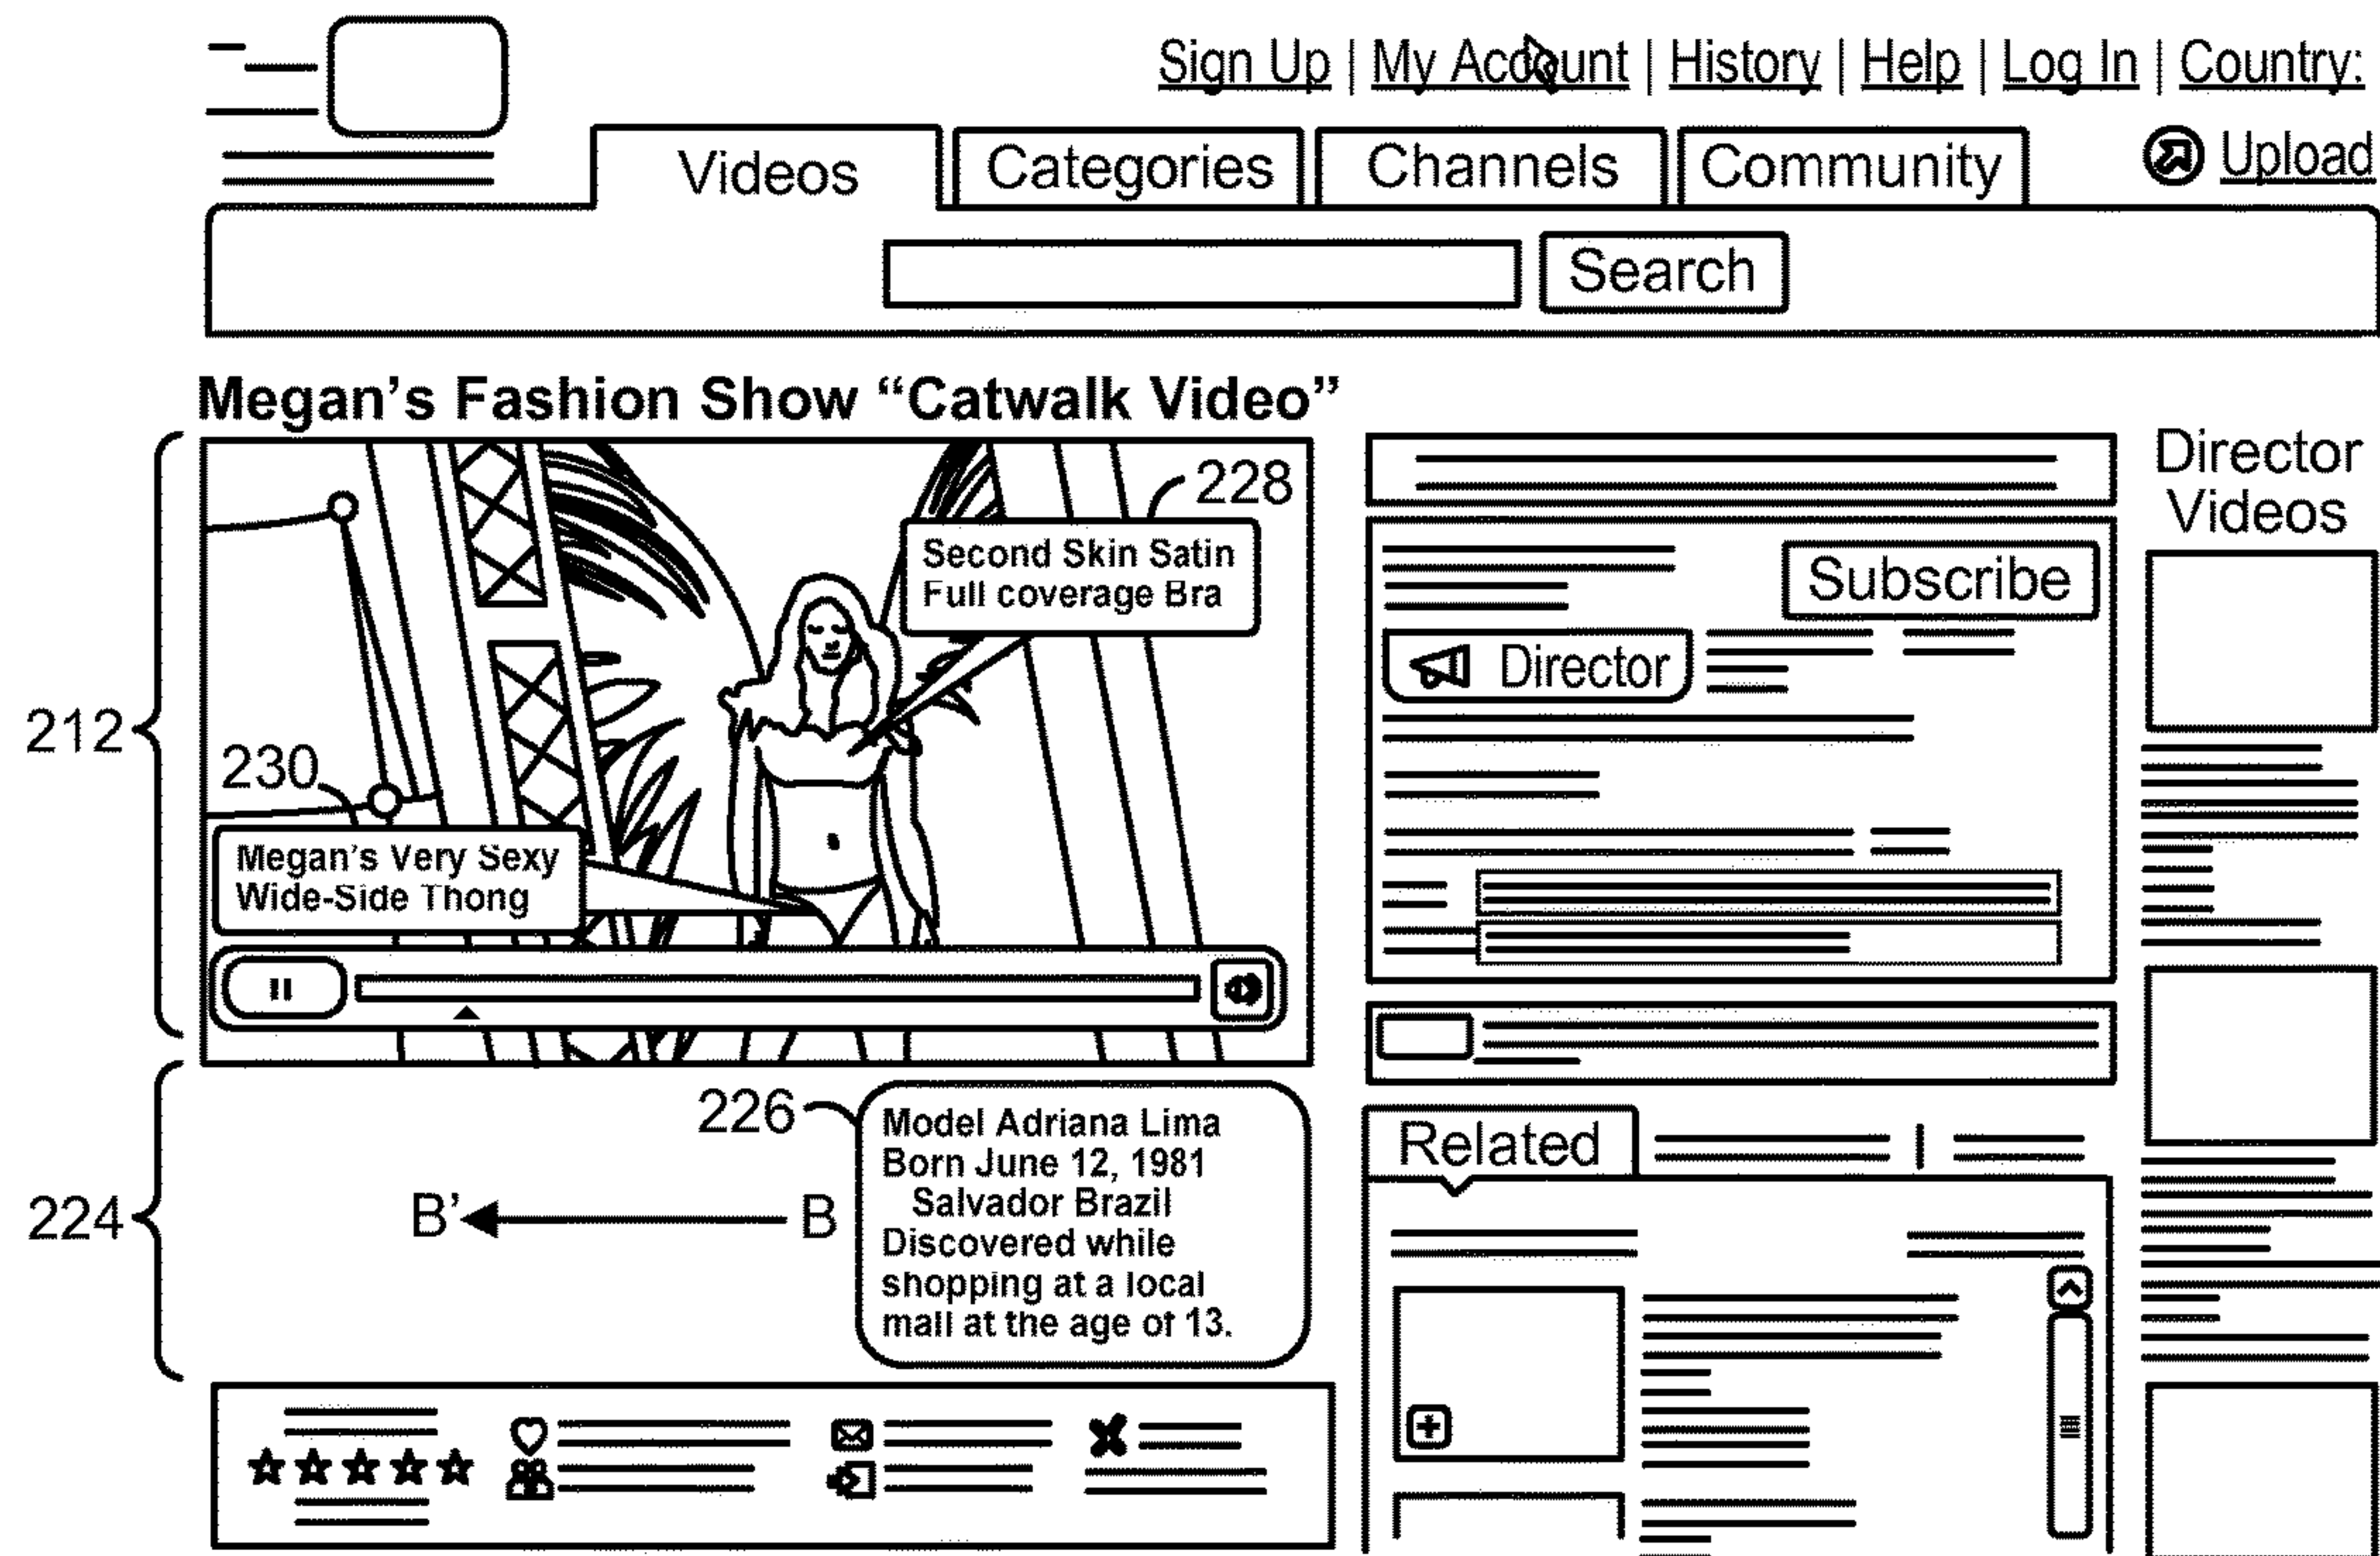 Sign Up | My Account | History | Help | Log In | Country:
Videos
Categories
Channels
Community
Upload
Search
Megan's Fashion Show “Catwalk Video”
212
228
Second Skin Satin
Full coverage Bra
230
Megan's Very Sexy
Wide-Side Thong
224
226
Model Adriana Lima
Born June 12, 1981
Salvador Brazil
Discovered while
shopping at a local
mall at the age of 13.
B' B
Subscribe
Director
Related
Director
Videos